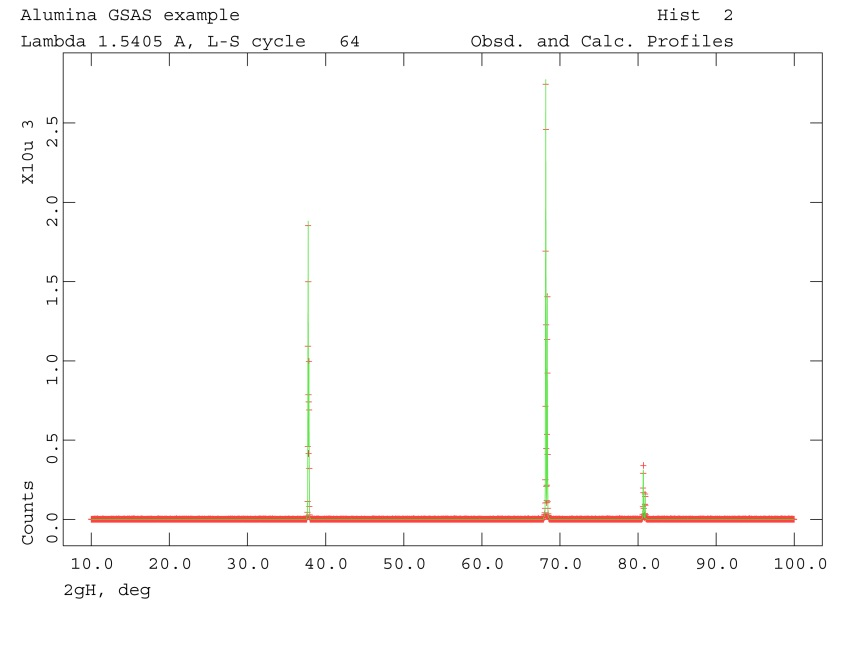 Alumina GSAS example Hist 2
Lambda 1.5405 A, L-S cycle 64 Obsd. and Calc. Profiles
X10u 3
2.5
2.0
1.5
1.0
0.5
0.0
Counts
10.0 20.0 30.0 40.0 50.0 60.0 70.0 80.0 90.0 100.0
2gH, deg